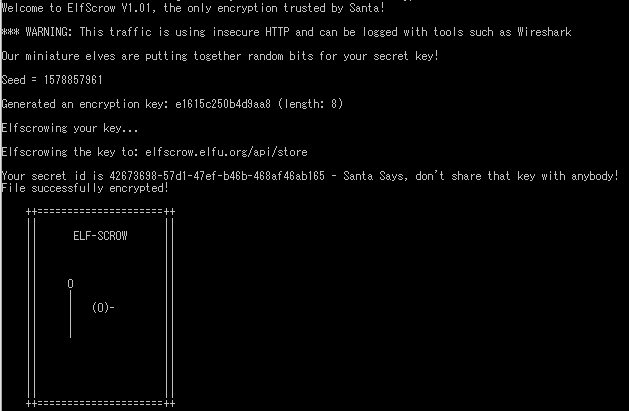 Welcome to ElfScrow V1.01, the only encryption trusted by Santa!
*** WARNING: This traffic is using insecure HTTP and can be logged with tools such as Wireshark
Our miniature elves are putting together random bits for your secret key!
Seed = 1578857961
Generated an encryption key: e1615c250b4d9aa8 (length: 8)
Elfscrowing your key...
Elfscrowing the key to: elfscrow.elfu.org/api/store
Your secret id is 42673698-57d1-47ef-b46b-468af46ab165 - Santa Says, don't share that key with anybody!
File successfully encrypted!
++=====================++
ELF-SCROW
O
(O)-
++=====================++